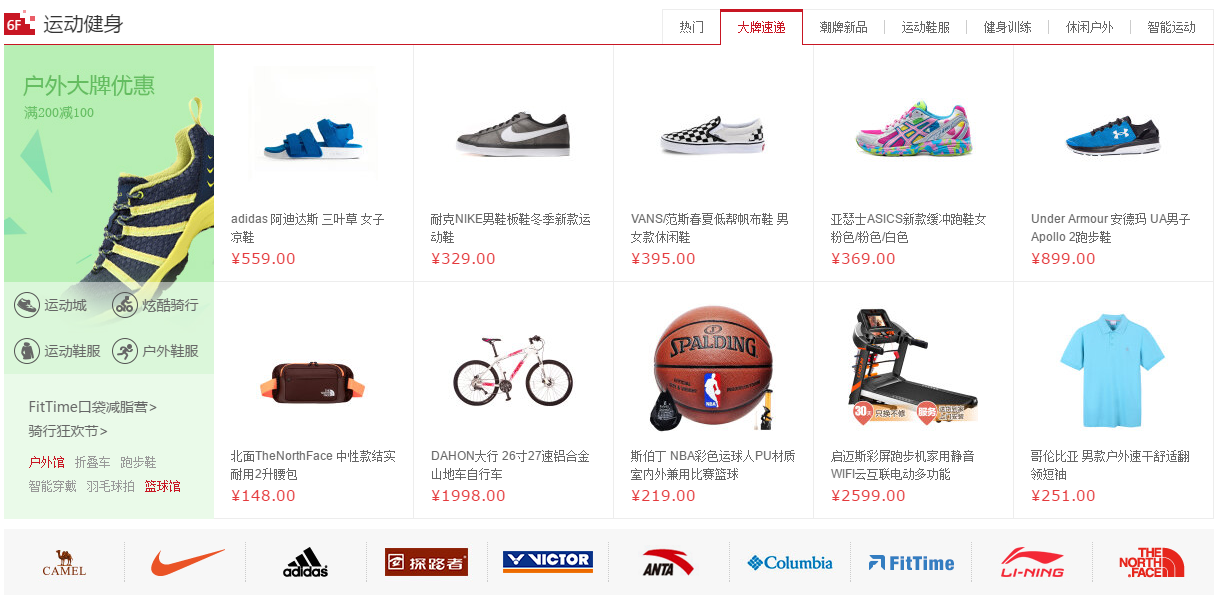 6F 运动健身
热门 大牌速递 潮牌新品 运动鞋服 健身训练 休闲户外 智能运动
户外大牌优惠
满200减100
运动城 炫酷骑行
运动鞋服 户外鞋服
FitTime口袋减脂营>
骑行狂欢节>
户外馆 折叠车 跑步鞋
智能穿戴 羽毛球拍 篮球馆
adidas 阿迪达斯 三叶草 女子
凉鞋
¥559.00
耐克NIKE男鞋板鞋冬季新款运
动鞋
¥329.00
VANS/范斯春夏低帮帆布鞋 男
女款休闲鞋
¥395.00
亚瑟士ASICS新款缓冲跑鞋女
粉色/粉色/白色
¥369.00
Under Armour 安德玛 UA男子
Apollo 2跑步鞋
¥899.00
北面TheNorthFace 中性款结实
耐用2升腰包
¥148.00
DAHON大行 26寸27速铝合金
山地车自行车
¥1998.00
SPALDING
NBA
斯伯丁 NBA彩色运球人PU材质
室内外兼用比赛篮球
¥219.00
30天 只换不修 服务
启迈斯彩屏跑步机家用静音
WIFI云互联电动多功能
¥2599.00
哥伦比亚 男款户外速干舒适翻
领短袖
¥251.00
CAMEL
adidas
探路者
VICTOR
ANTA
Columbia
FitTime
LI-NING
THE
NORTH
FACE